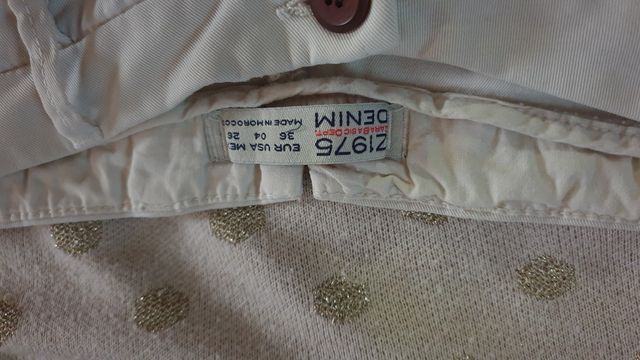 Z1975
DENIM
ZARA BASIC DEPT.
EUR USA MEX
36 04 26
MADE IN MOROCCO